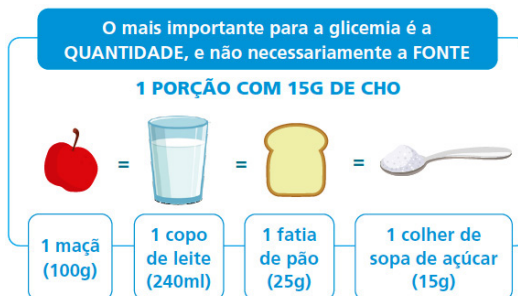 O mais importante para a glicemia é a
QUANTIDADE, e não necessariamente a FONTE
1 PORÇÃO COM 15G DE CHO
= = =
1 maçã
(100g)
1 copo
de leite
(240ml)
1 fatia
de pão
(25g)
1 colher de
sopa de açúcar
(15g)